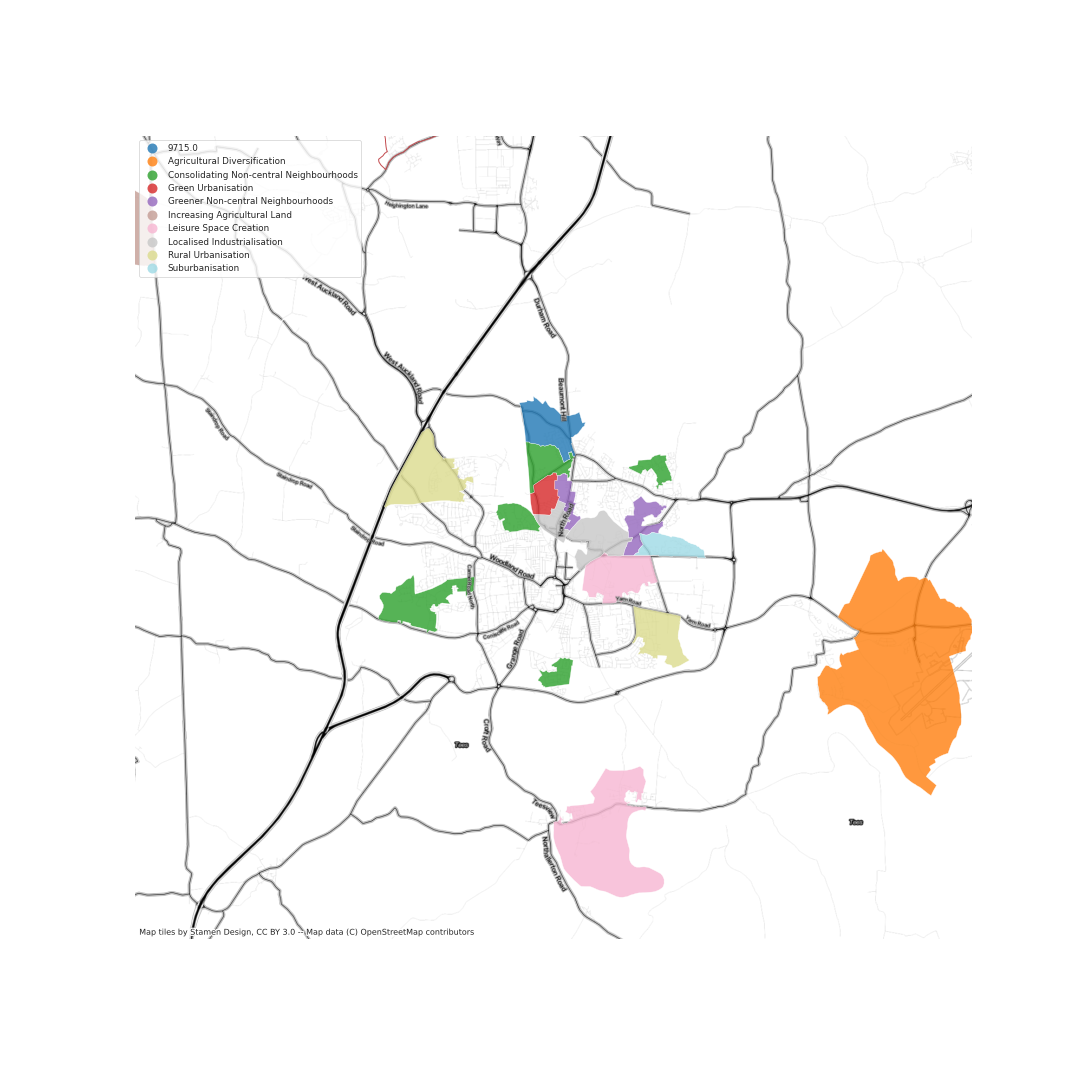 9715.0
Agricultural Diversification
Consolidating Non-central Neighbourhoods
Green Urbanisation
Greener Non-central Neighbourhoods
Increasing Agricultural Land
Leisure Space Creation
Localised Industrialisation
Rural Urbanisation
Suburbanisation
Heighington Lane
West Auckland Road
Durham Road
West Auckland Road
Beaumont Hill
Staindrop Road
Staindrop Road
North Road
Staindrop Road
Woodland Road
Carmel Road North
Yarm Road
Yarm Road
Coniscliffe Road
Grange Road
Croft Road
Tees
Teesview
Tees
Northallerton Road
Map tiles by Stamen Design, CC BY 3.0 -- Map data (C) OpenStreetMap contributors